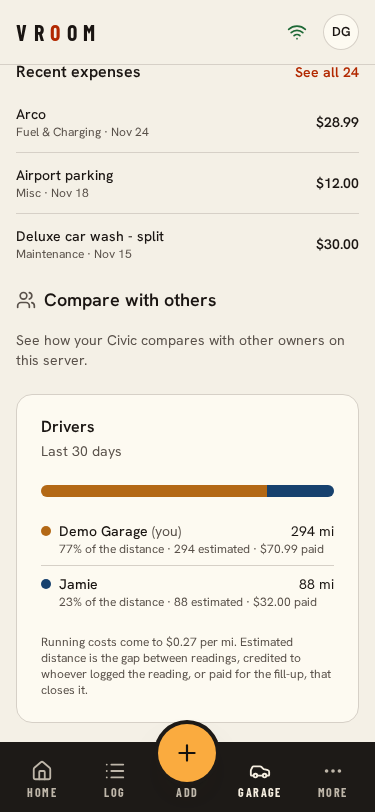 VROOM
DG
Recent expenses
See all 24
Arco
$28.99
Fuel & Charging · Nov 24
Airport parking
$12.00
Misc · Nov 18
Deluxe car wash - split
$30.00
Maintenance · Nov 15
Compare with others
See how your Civic compares with other owners on
this server.
Drivers
Last 30 days
Demo Garage (you)
294 mi
77% of the distance · 294 estimated · $70.99 paid
Jamie
88 mi
23% of the distance · 88 estimated · $32.00 paid
Running costs come to $0.27 per mi. Estimated
distance is the gap between readings, credited to
whoever logged the reading, or paid for the fill-up, that
closes it.
HOME
LOG
ADD
GARAGE
MORE